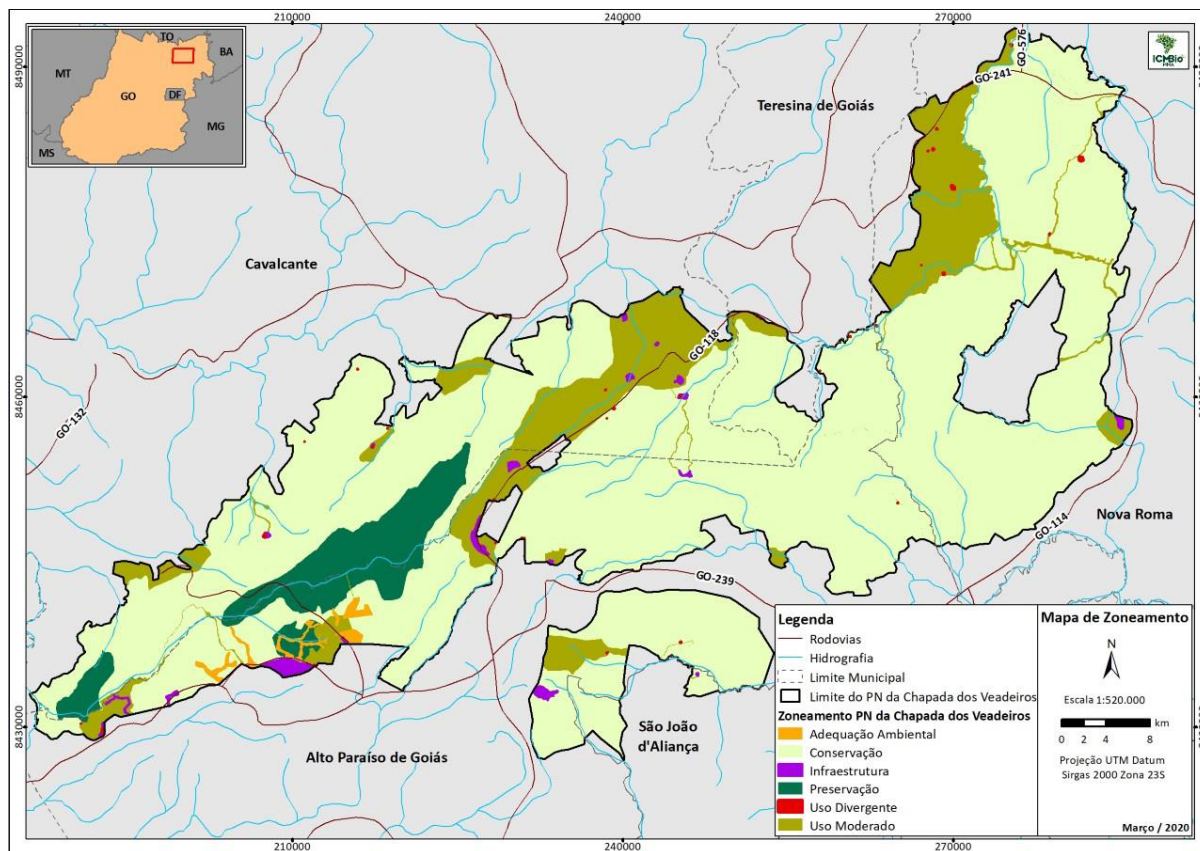 210000
240000
270000
TO
BA
MT
GO
DF
MG
MS
ICMBio
MMA
GO-576
GO-241
Teresina de Goiás
8490000
Cavalcante
GO-118
8460000
GO-132
Nova Roma
GO-114
GO-239
8430000
São João
d'Aliança
Alto Paraíso de Goiás
Legenda
Rodovias
Hidrografia
Limite Municipal
Limite do PN da Chapada dos Veadeiros
Zoneamento PN da Chapada dos Veadeiros
Adequação Ambiental
Conservação
Infraestrutura
Preservação
Uso Divergente
Uso Moderado
Mapa de Zoneamento
N
Escala 1:520.000
km
0 2 4 8
Projeção UTM Datum
Sirgas 2000 Zona 23S
Março / 2020
210000
240000
270000